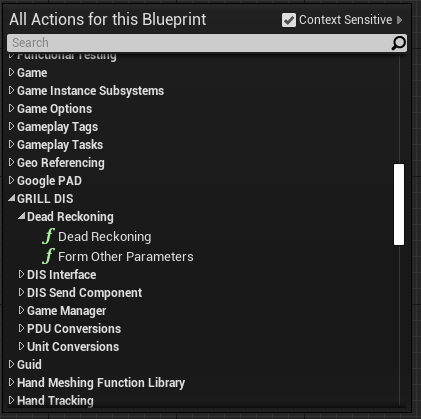 All Actions for this Blueprint
Context Sensitive
Search
Functional Testing
Game
Game Instance Subsystems
Game Options
Gameplay Tags
Gameplay Tasks
Geo Referencing
Google PAD
GRILL DIS
Dead Reckoning
f Dead Reckoning
f Form Other Parameters
DIS Interface
DIS Send Component
Game Manager
PDU Conversions
Unit Conversions
Guid
Hand Meshing Function Library
Hand Tracking